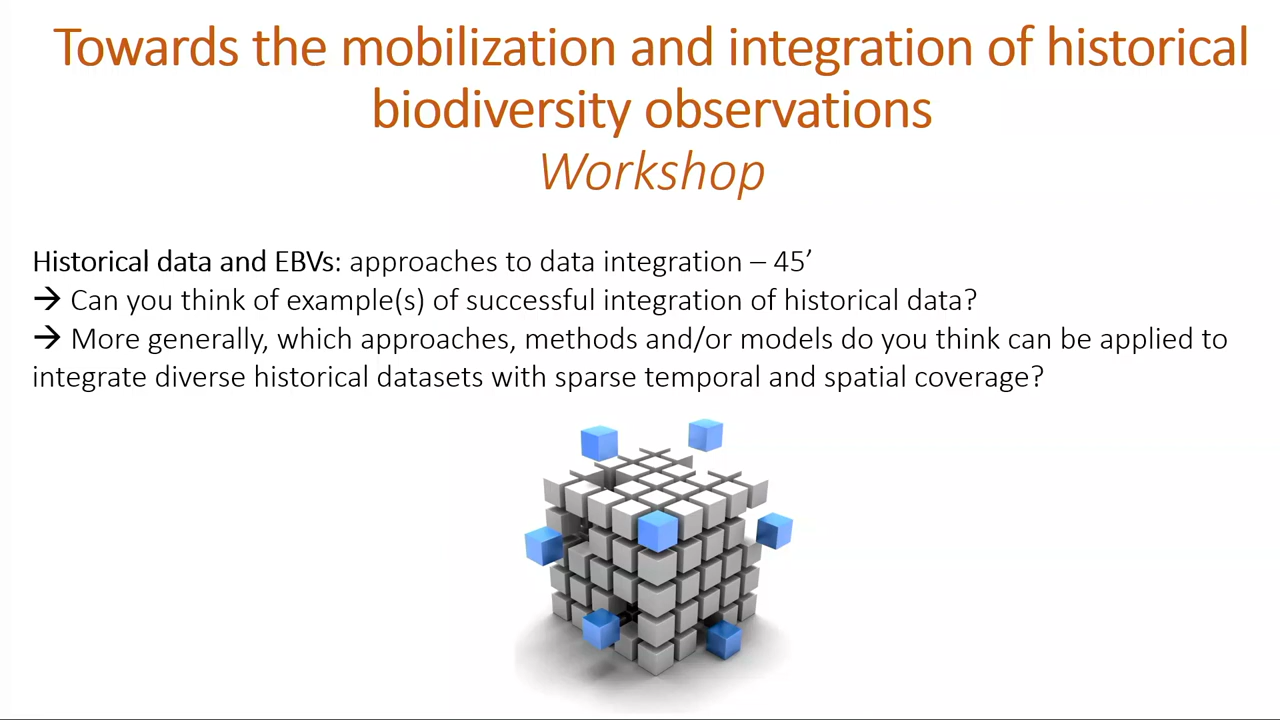 Towards the mobilization and integration of historical
biodiversity observations
Workshop
Historical data and EBVs: approaches to data integration – 45’
→ Can you think of example(s) of successful integration of historical data?
→ More generally, which approaches, methods and/or models do you think can be applied to
integrate diverse historical datasets with sparse temporal and spatial coverage?